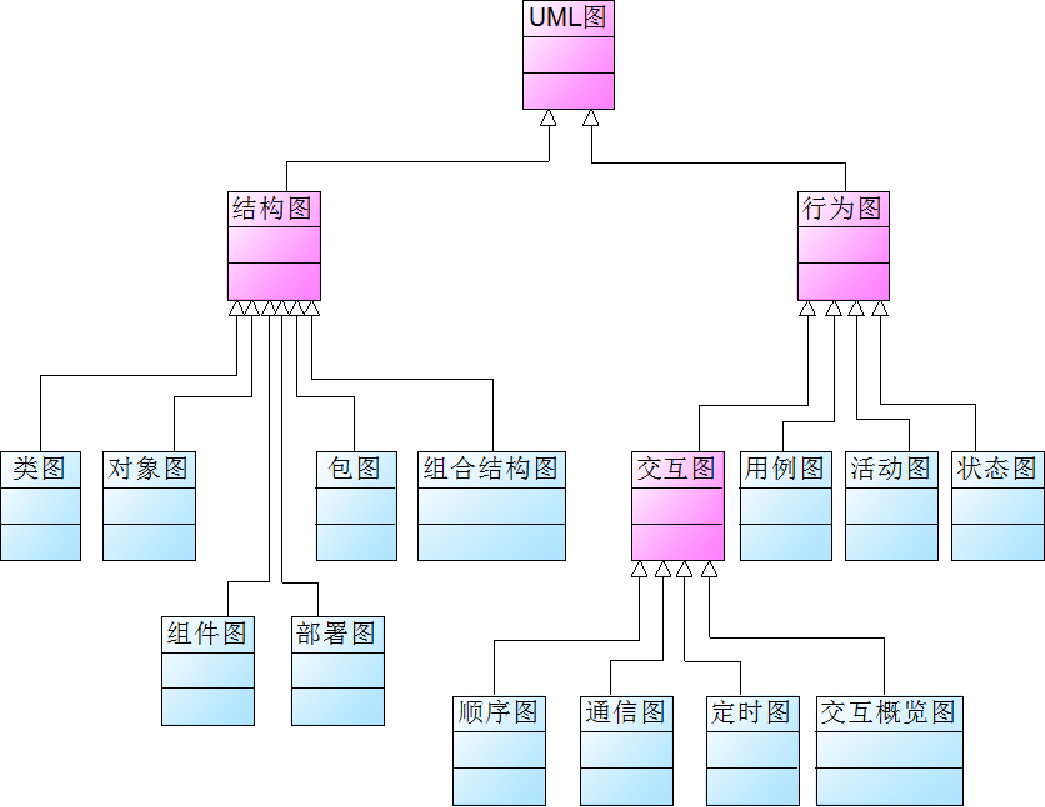 UML图
结构图
行为图
类图
对象图
包图
组合结构图
交互图
用例图
活动图
状态图
组件图
部署图
顺序图
通信图
定时图
交互概览图